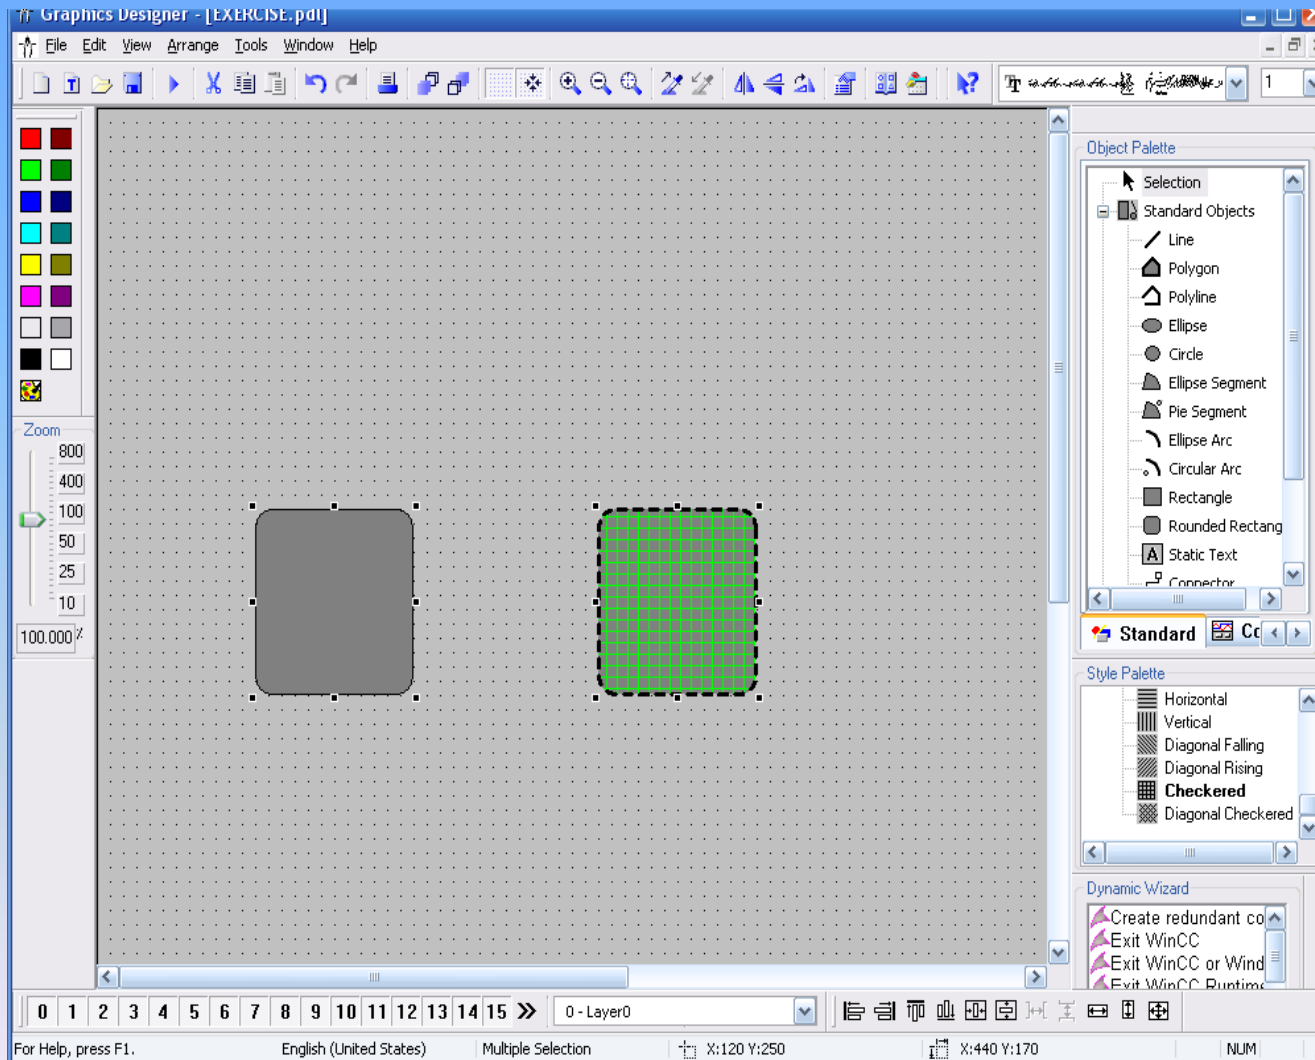 Graphics Designer - [EXERCISE.pdl]
File Edit View Arrange Tools Window Help
1
Object Palette
Selection
Standard Objects
Line
Polygon
Polyline
Ellipse
Circle
Ellipse Segment
Pie Segment
Ellipse Arc
Circular Arc
Rectangle
Rounded Rectang
A Static Text
Connector
Standard
Zoom
800
400
100
50
25
10
100.000%
Style Palette
Horizontal
Vertical
Diagonal Falling
Diagonal Rising
Checkered
Diagonal Checkered
Dynamic Wizard
Create redundant co
Exit WinCC
Exit WinCC or Wind
Exit WinCC Runtime
0 1 2 3 4 5 6 7 8 9 10 11 12 13 14 15 0 - Layer0
For Help, press F1. English (United States) Multiple Selection X:120 Y:250 X:440 Y:170 NUM